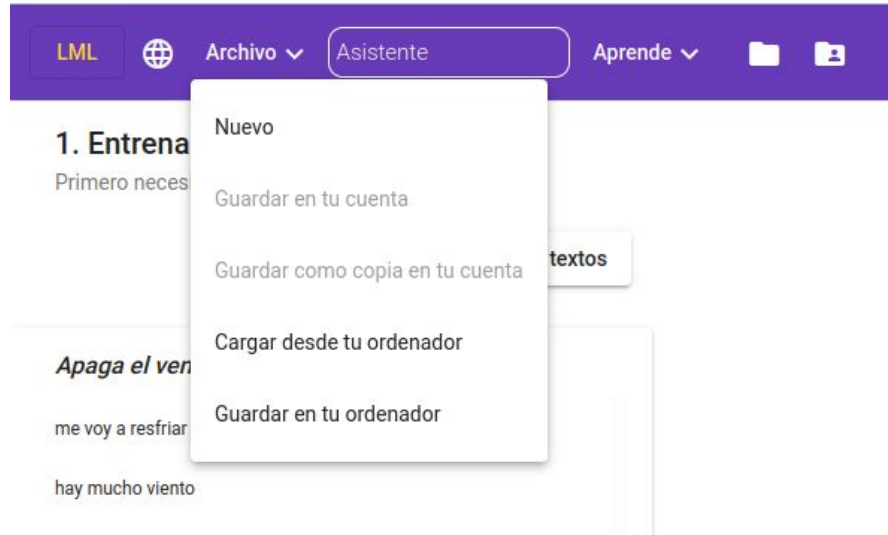 LML Archivo Asistente Aprende
Nuevo
1. Entrena
Primero neces
Guardar en tu cuenta
Guardar como copia en tu cuenta
textos
Cargar desde tu ordenador
Apaga el ven
Guardar en tu ordenador
me voy a resfriar
hay mucho viento